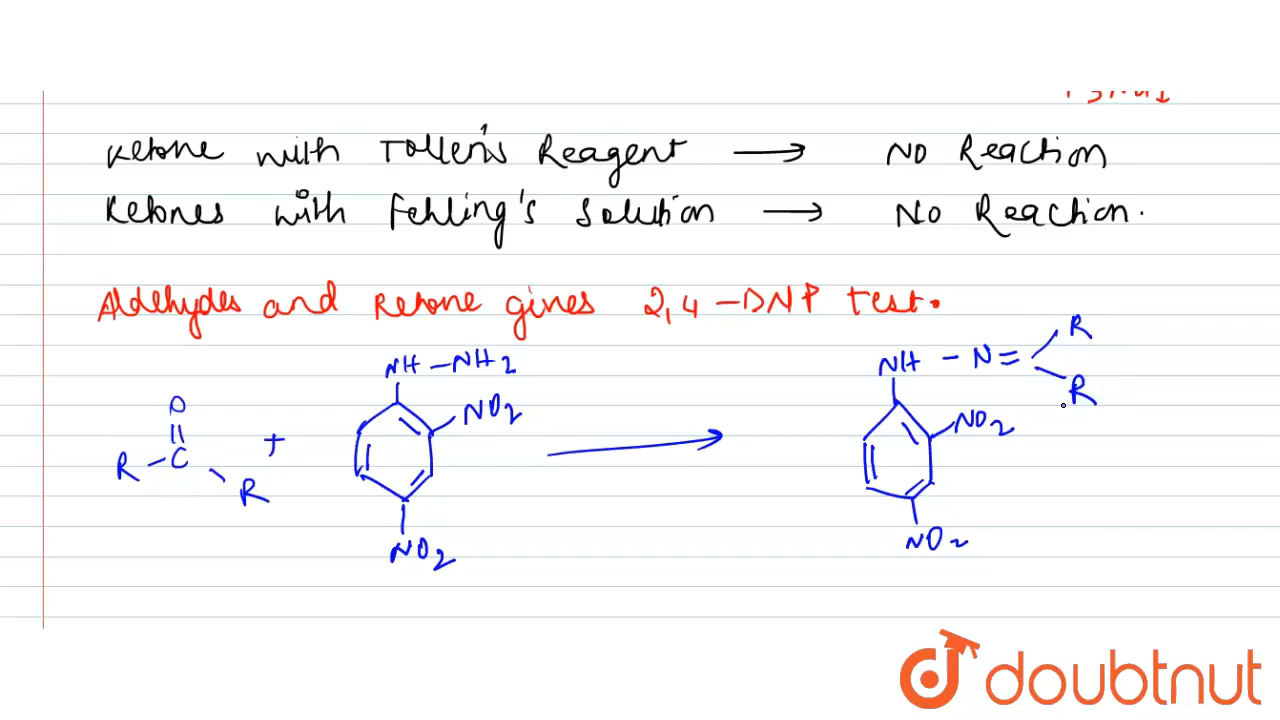 Ketone with Tollen's Reagent → No Reaction
Ketones with Fehling's Solution → No Reaction.
Aldehydes and Ketone gives 2,4-DNP Test.
NH-NH2
NH-N=
R
R
O
NO2
NO2
R-C
+
R
NO2
NO2
doubtnut